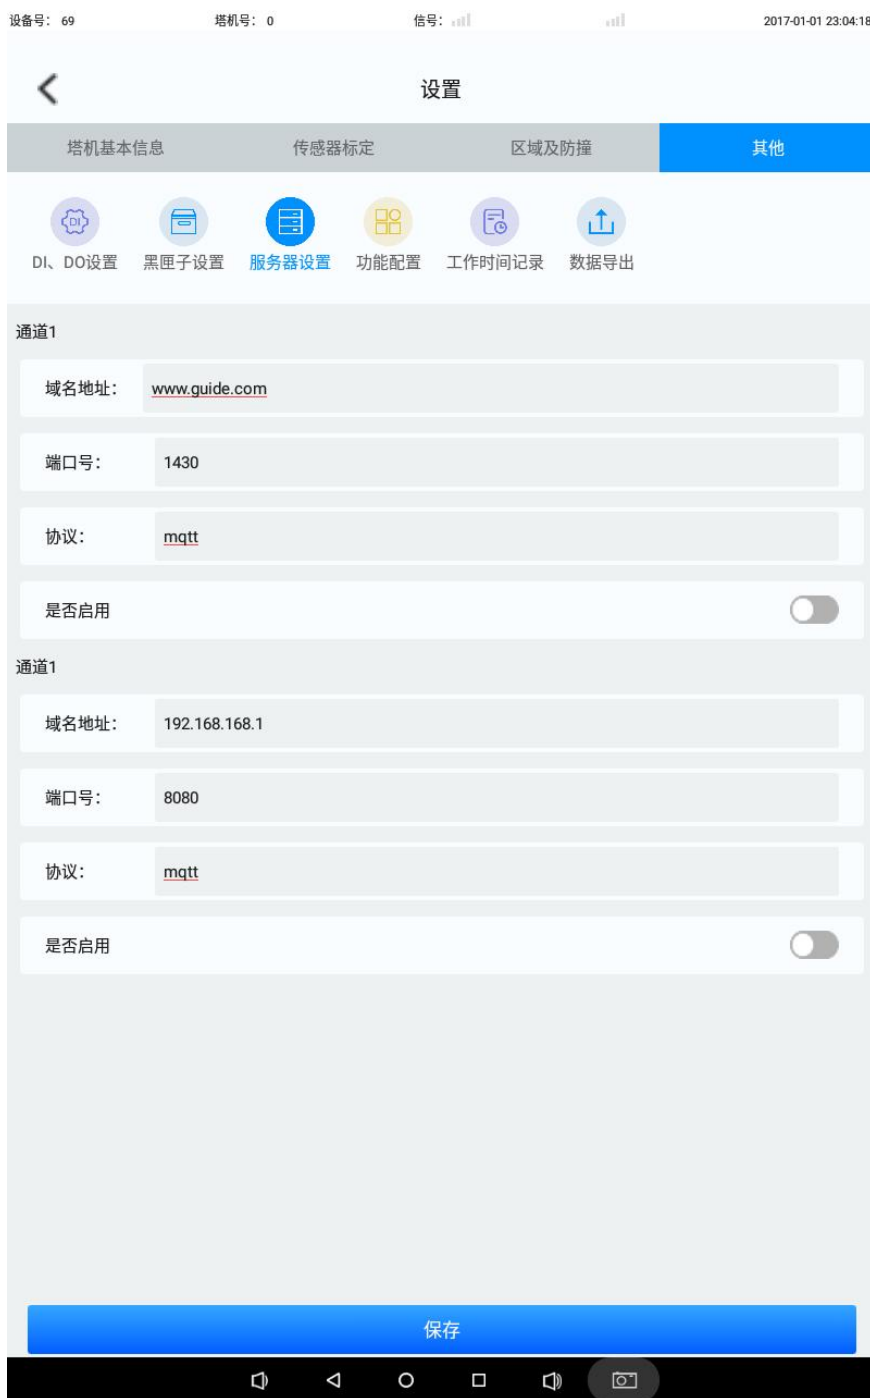 设备号： 69 塔机号： 0 信号： 2017-01-01 23:04:18
设置
塔机基本信息 传感器标定 区域及防撞 其他
DI
DI、DO设置 黑匣子设置 服务器设置 功能配置 工作时间记录 数据导出
通道1
域名地址： www.guide.com
端口号： 1430
协议： mqtt
是否启用
通道1
域名地址： 192.168.168.1
端口号： 8080
协议： mqtt
是否启用
保存